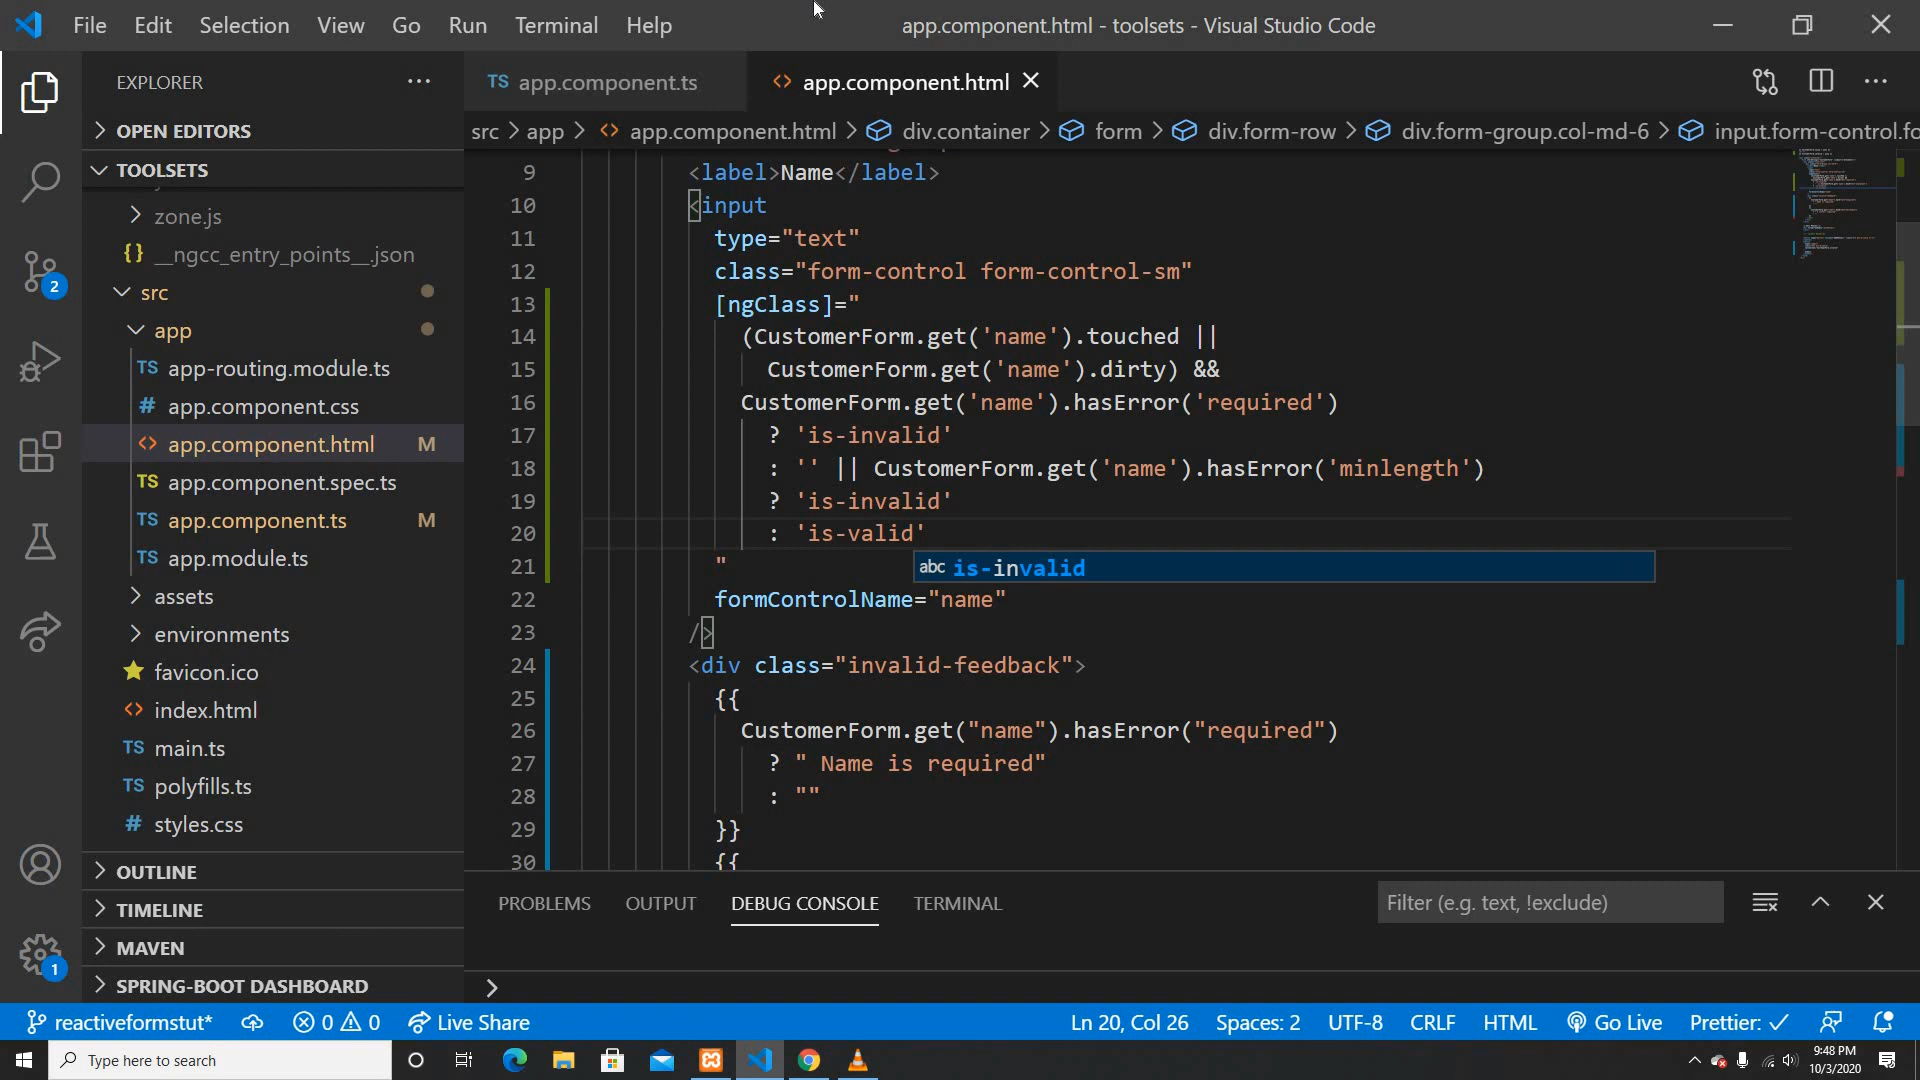 File Edit Selection View Go Run Terminal Help app.component.html - toolsets - Visual Studio Code
EXPLORER
OPEN EDITORS
TOOLSETS
zone.js
{} __ngcc_entry_points__.json
src
app
TS app-routing.module.ts
# app.component.css
<> app.component.html M
TS app.component.spec.ts
TS app.component.ts M
TS app.module.ts
assets
environments
favicon.ico
<> index.html
TS main.ts
TS polyfills.ts
# styles.css
OUTLINE
TIMELINE
MAVEN
SPRING-BOOT DASHBOARD
2
1
TS app.component.ts <> app.component.html
src > app > <> app.component.html > div.container > form > div.form-row > div.form-group.col-md-6 > input.form-control.fo
9 <label>Name</label>
10 <input
11 type="text"
12 class="form-control form-control-sm"
13 [ngClass]="
14 (CustomerForm.get('name').touched ||
15 CustomerForm.get('name').dirty) &&
16 CustomerForm.get('name').hasError('required')
17 ? 'is-invalid'
18 : '' || CustomerForm.get('name').hasError('minlength')
19 ? 'is-invalid'
20 : 'is-valid'
21 "
abc is-invalid
22 formControlName="name"
23 />
24 <div class="invalid-feedback">
25 {{
26 CustomerForm.get("name").hasError("required")
27 ? " Name is required"
28 : ""
29 }}
30 {{
PROBLEMS OUTPUT DEBUG CONSOLE TERMINAL Filter (e.g. text, !exclude)
>
reactiveformstut* 0 0 Live Share Ln 20, Col 26 Spaces: 2 UTF-8 CRLF HTML Go Live Prettier: ✓
Type here to search
9:48 PM
10/3/2020